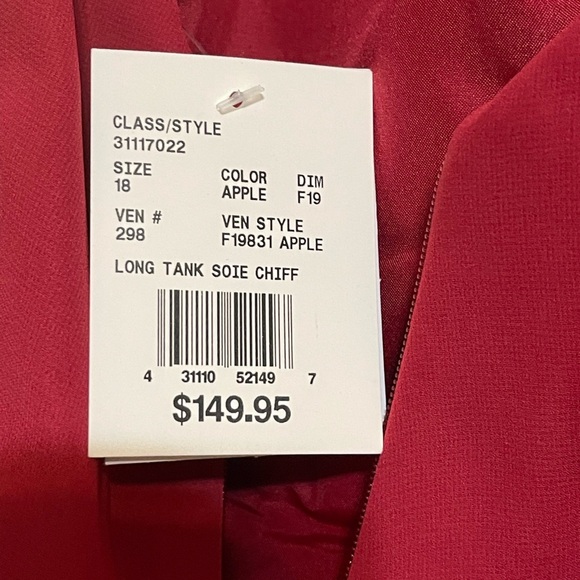 CLASS/STYLE
31117022
SIZE COLOR DIM
18 APPLE F19
VEN # VEN STYLE
298 F19831 APPLE
LONG TANK SOIE CHIFF
4 31110 52149 7
$149.95